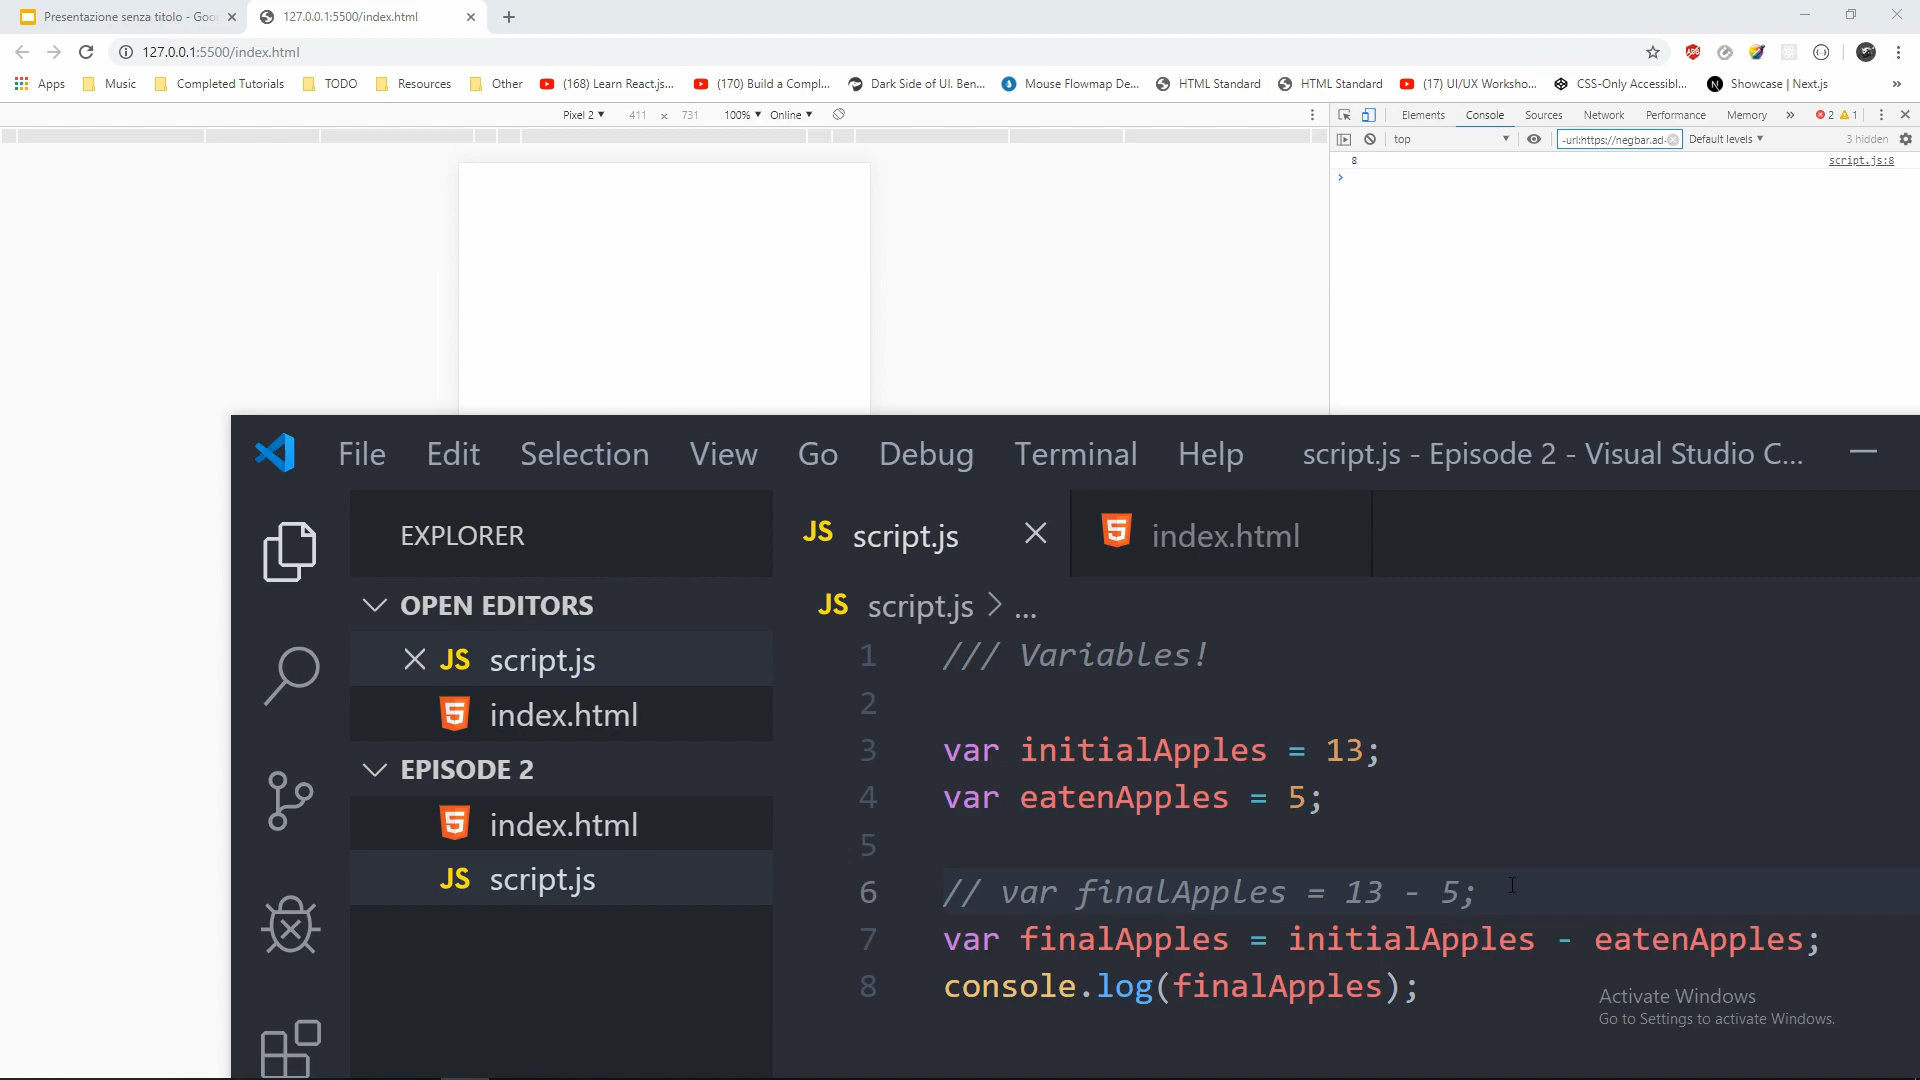 Presentazione senza titolo - Goo
127.0.0.1:5500/index.html
127.0.0.1:5500/index.html
Apps Music Completed Tutorials TODO Resources Other (168) Learn React.js... (170) Build a Compl... Dark Side of UI. Ben... Mouse Flowmap De... HTML Standard HTML Standard (17) UI/UX Worksho... CSS-Only Accessibl... Showcase | Next.js »
Pixel 2 ▼ 411 x 731 100% ▼ Online ▼
Elements Console Sources Network Performance Memory » 2 1
top ▼ -url:https://negbar.ad- Default levels ▼ 3 hidden
8 script.js:8
>
File Edit Selection View Go Debug Terminal Help script.js - Episode 2 - Visual Studio C...
EXPLORER
OPEN EDITORS
JS script.js
index.html
EPISODE 2
index.html
JS script.js
JS script.js index.html
JS script.js > ...
1 /// Variables!
2
3 var initialApples = 13;
4 var eatenApples = 5;
5
6 // var finalApples = 13 - 5;
7 var finalApples = initialApples - eatenApples;
8 console.log(finalApples);
Activate Windows
Go to Settings to activate Windows.